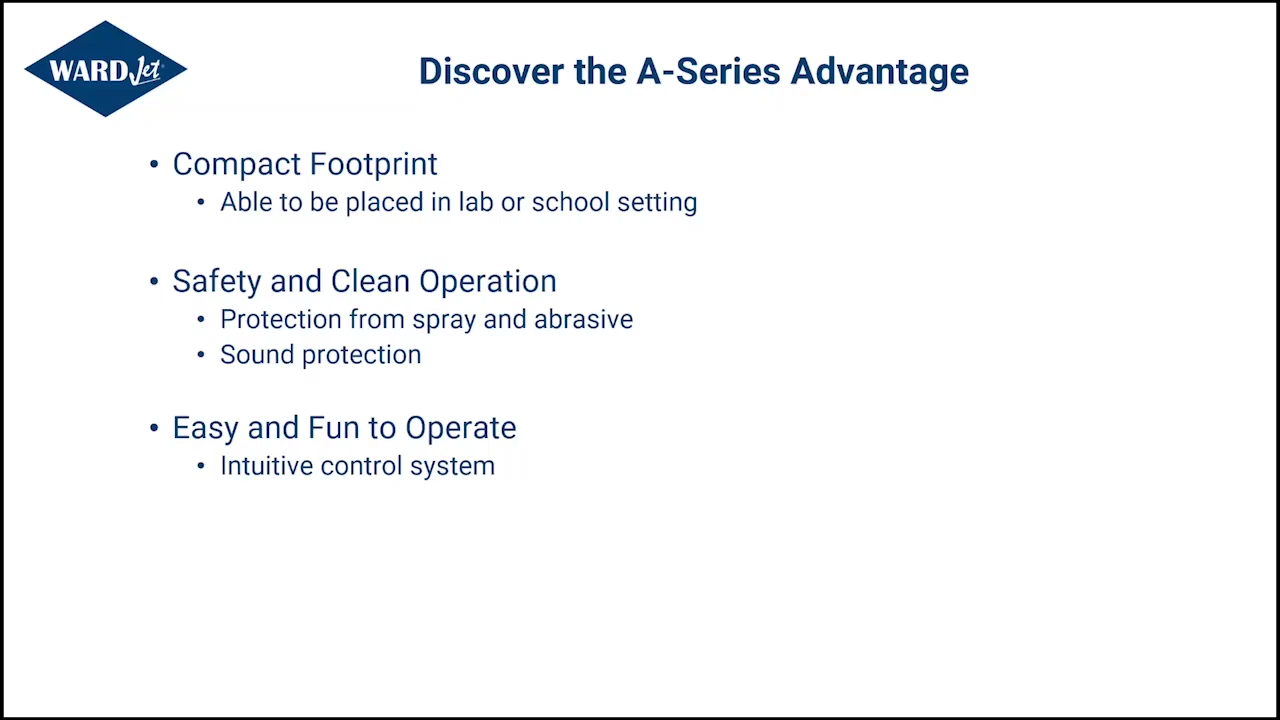 WARDJet
Discover the A-Series Advantage
• Compact Footprint
• Able to be placed in lab or school setting
• Safety and Clean Operation
• Protection from spray and abrasive
• Sound protection
• Easy and Fun to Operate
• Intuitive control system